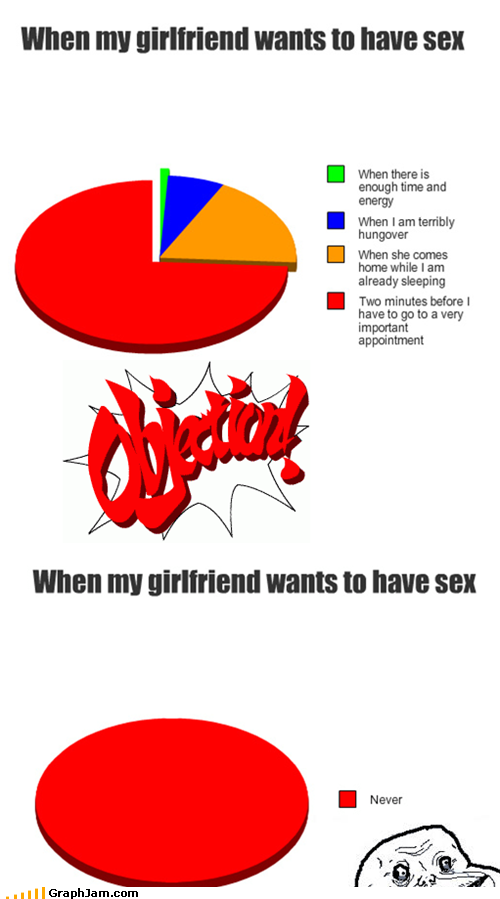 When my girlfriend wants to have sex
When there is
enough time and
energy
When I am terribly
hungover
When she comes
home while I am
already sleeping
Two minutes before I
have to go to a very
important
appointment
Objection!
When my girlfriend wants to have sex
Never
GraphJam.com